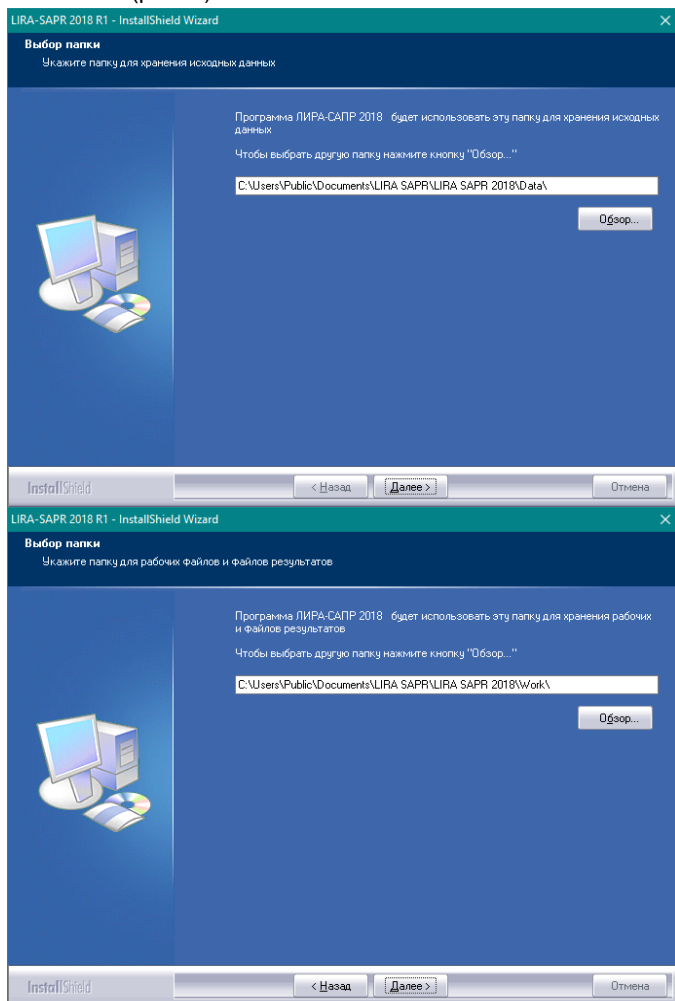 LIRA-SAPR 2018 R1 - InstallShield Wizard
Выбор папки
Укажите папку для хранения исходных данных
Программа ЛИРА-САПР 2018 будет использовать эту папку для хранения исходных
данных
Чтобы выбрать другую папку нажмите кнопку "Обзор..."
C:\Users\Public\Documents\LIRA SAPR\LIRA SAPR 2018\Data\
Обзор...
InstallShield
< Назад
Далее >
Отмена
LIRA-SAPR 2018 R1 - InstallShield Wizard
Выбор папки
Укажите папку для рабочих файлов и файлов результатов
Программа ЛИРА-САПР 2018 будет использовать эту папку для хранения рабочих
и файлов результатов
Чтобы выбрать другую папку нажмите кнопку "Обзор..."
C:\Users\Public\Documents\LIRA SAPR\LIRA SAPR 2018\Work\
Обзор...
InstallShield
< Назад
Далее >
Отмена